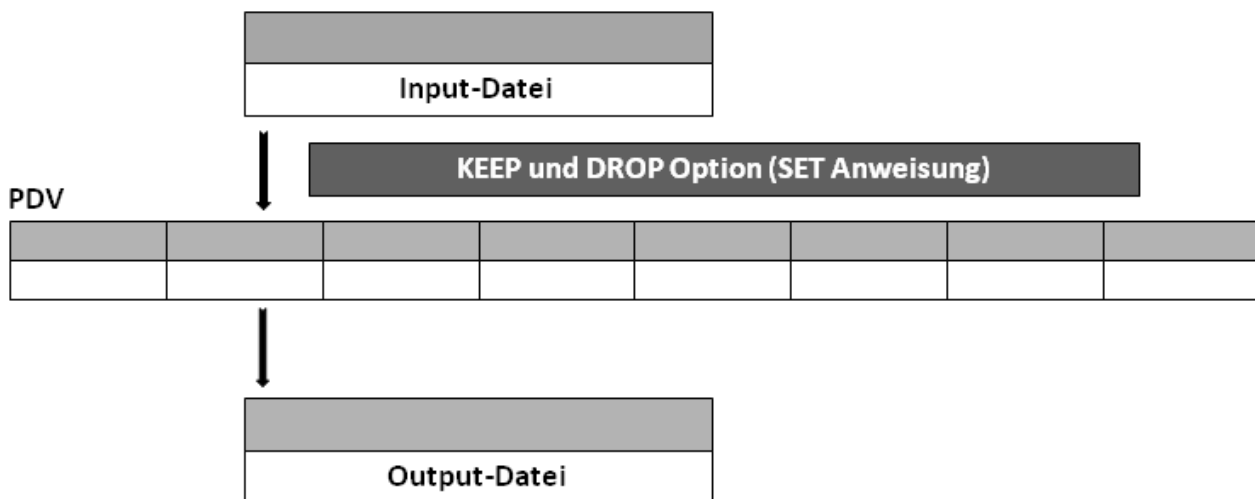 Input-Datei
KEEP und DROP Option (SET Anweisung)
PDV
Output-Datei